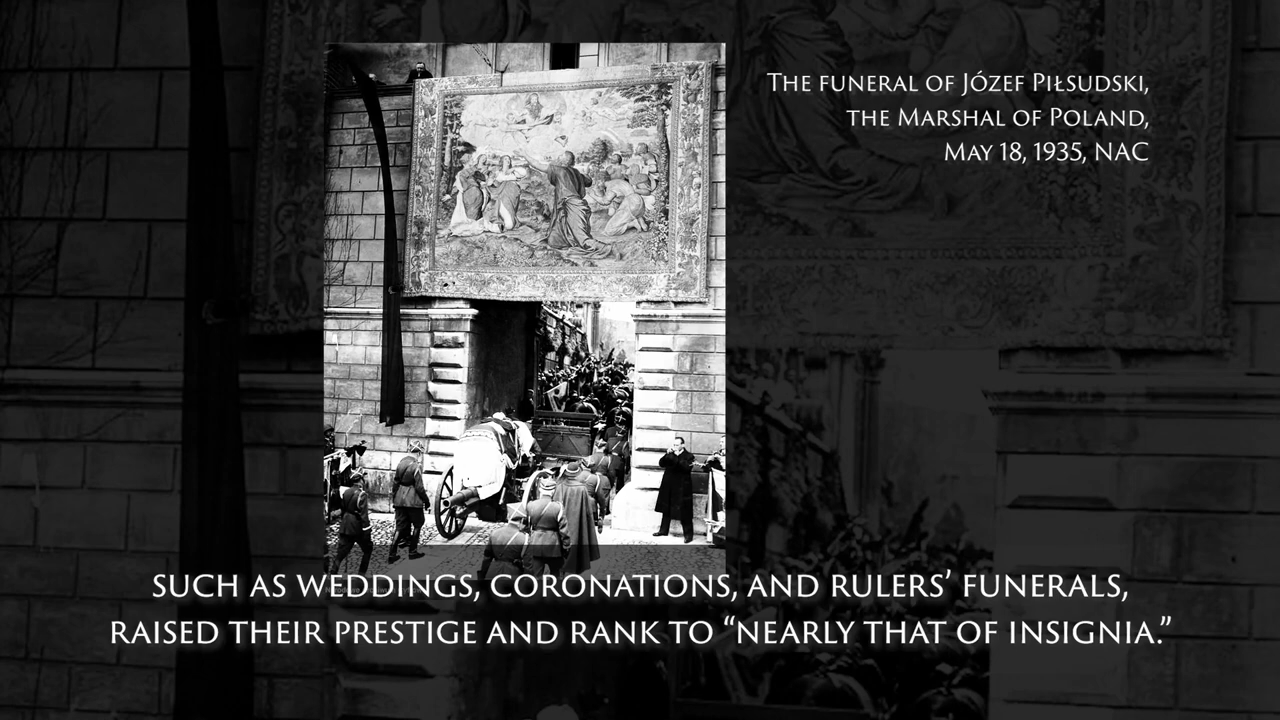 The funeral of Józef Piłsudski,
the Marshal of Poland,
May 18, 1935, NAC
such as weddings, coronations, and rulers’ funerals,
raised their prestige and rank to “nearly that of insignia.”